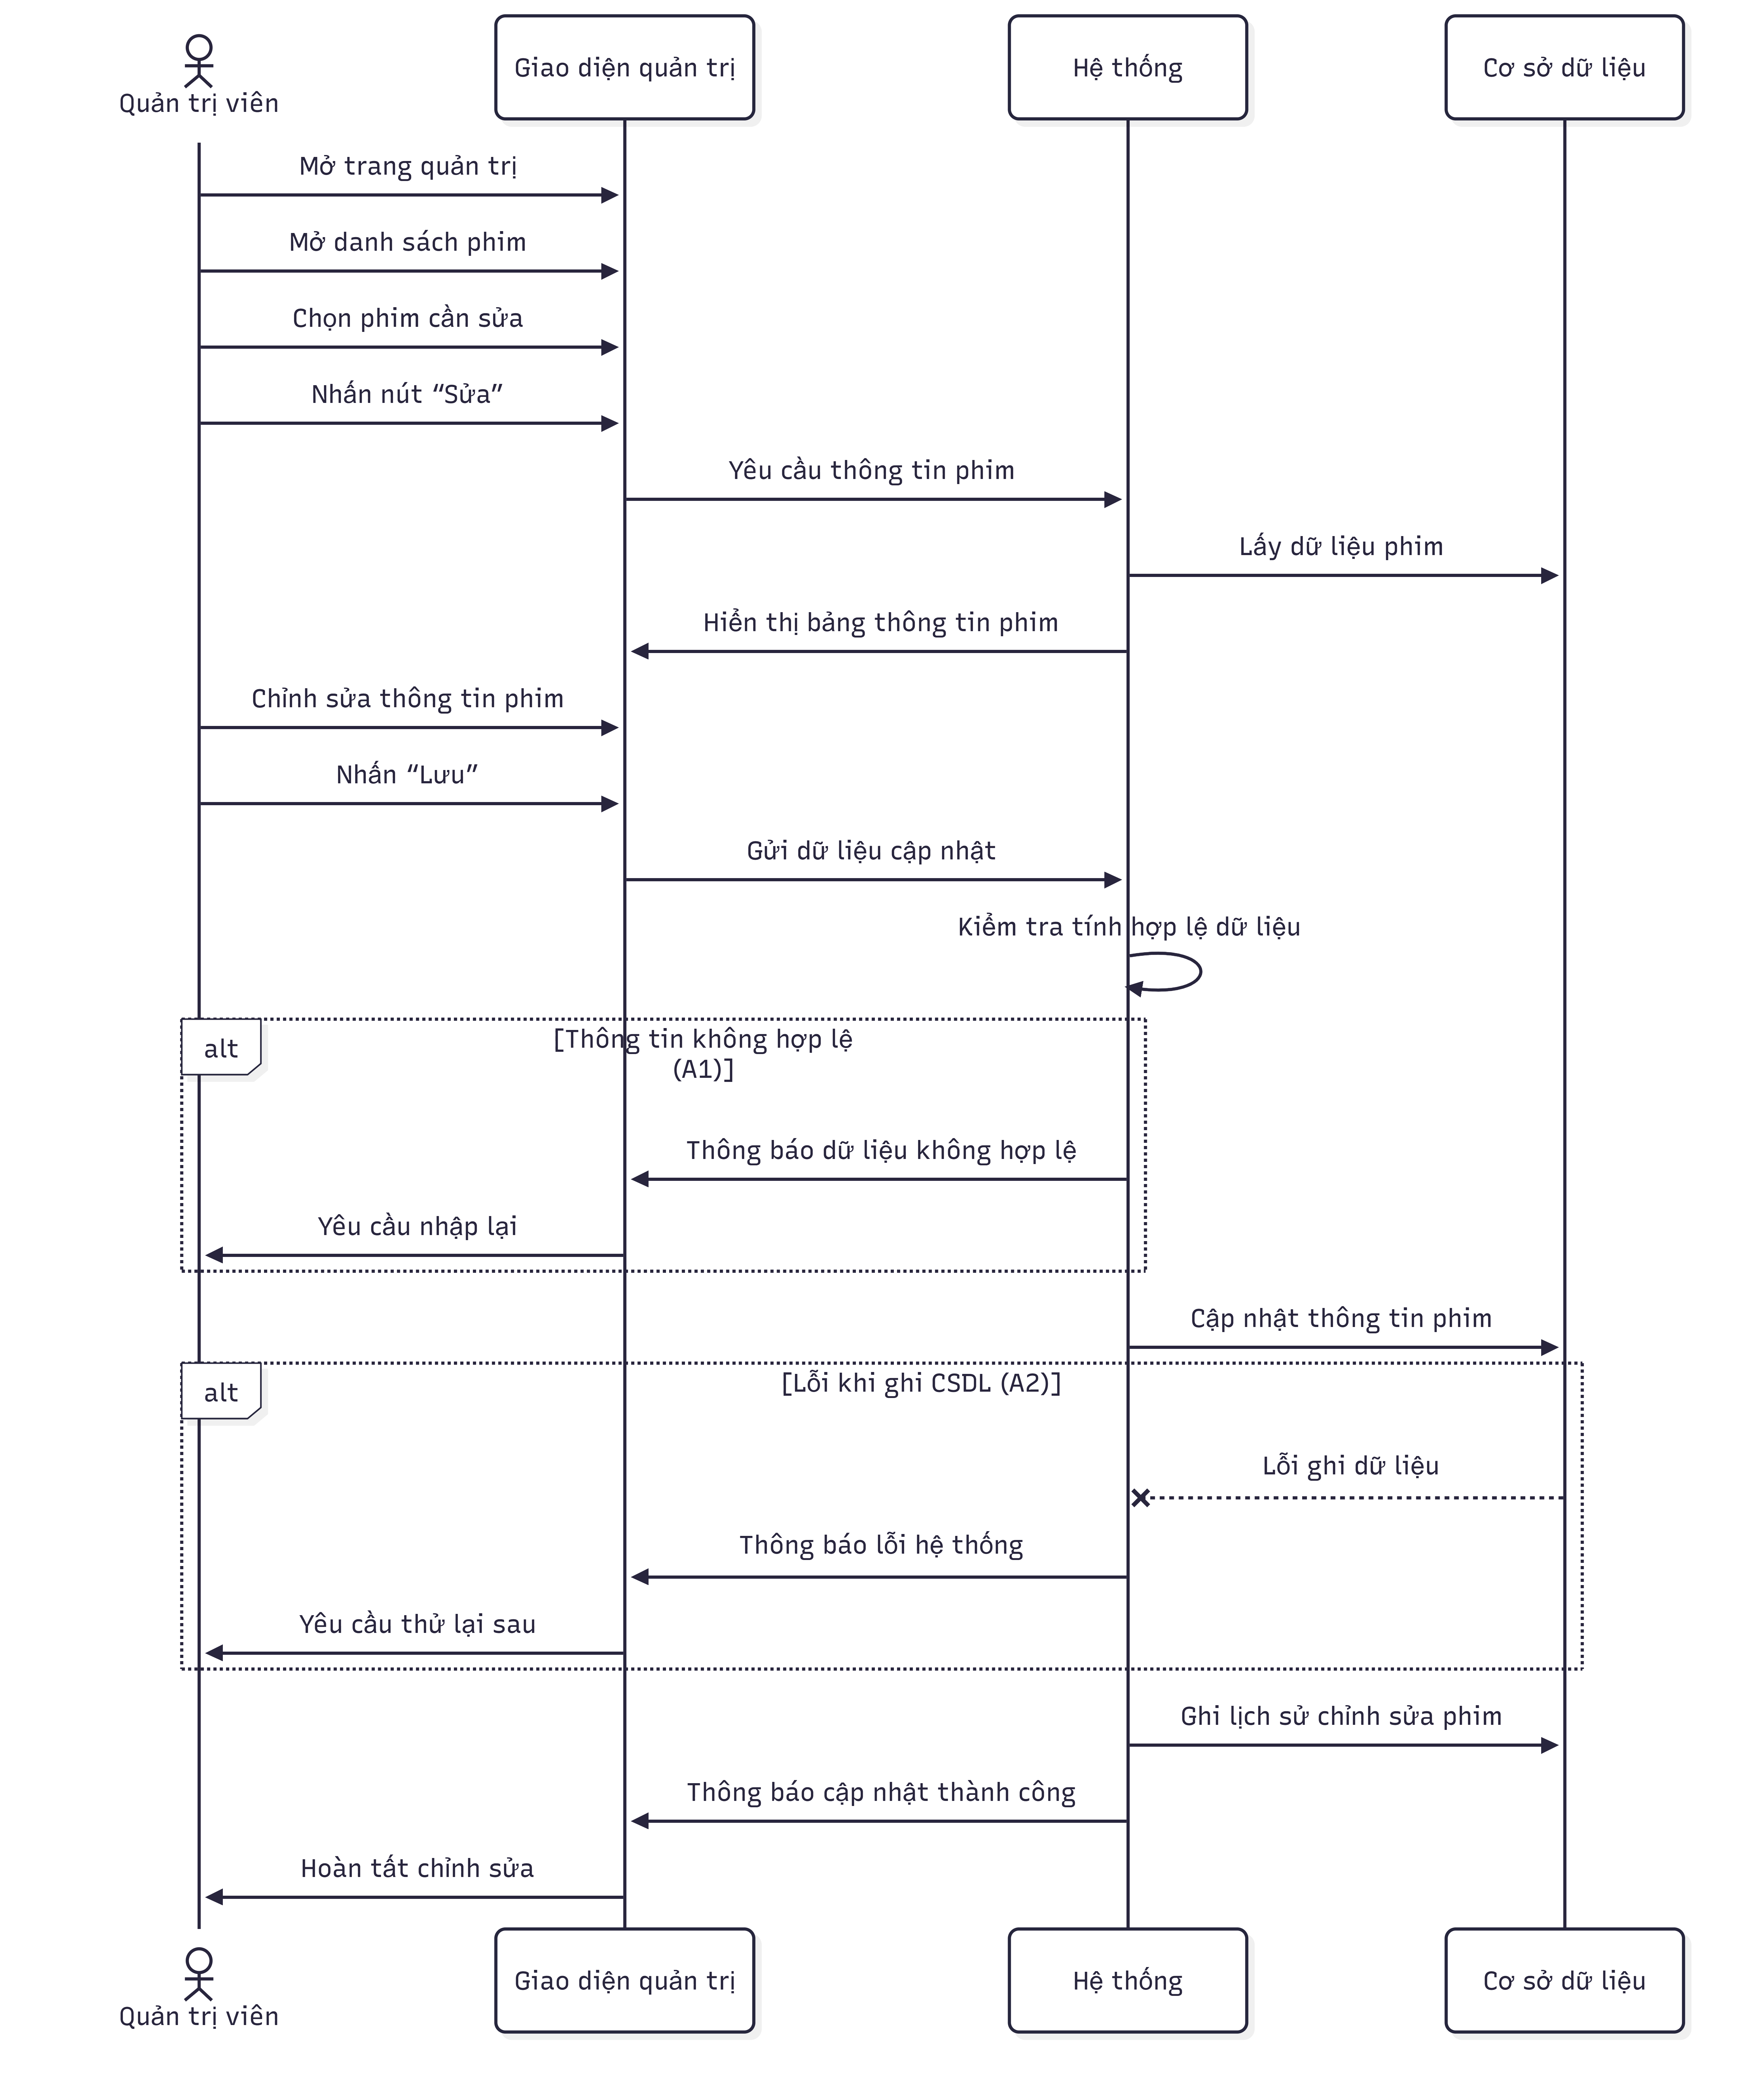 Quản trị viên
Giao diện quản trị
Hệ thống
Cơ sở dữ liệu
Mở trang quản trị
Mở danh sách phim
Chọn phim cần sửa
Nhấn nút “Sửa”
Yêu cầu thông tin phim
Lấy dữ liệu phim
Hiển thị bảng thông tin phim
Chỉnh sửa thông tin phim
Nhấn “Lưu”
Gửi dữ liệu cập nhật
Kiểm tra tính hợp lệ dữ liệu
alt
[Thông tin không hợp lệ
(A1)]
Thông báo dữ liệu không hợp lệ
Yêu cầu nhập lại
Cập nhật thông tin phim
alt
[Lỗi khi ghi CSDL (A2)]
Lỗi ghi dữ liệu
Thông báo lỗi hệ thống
Yêu cầu thử lại sau
Ghi lịch sử chỉnh sửa phim
Thông báo cập nhật thành công
Hoàn tất chỉnh sửa
Quản trị viên
Giao diện quản trị
Hệ thống
Cơ sở dữ liệu